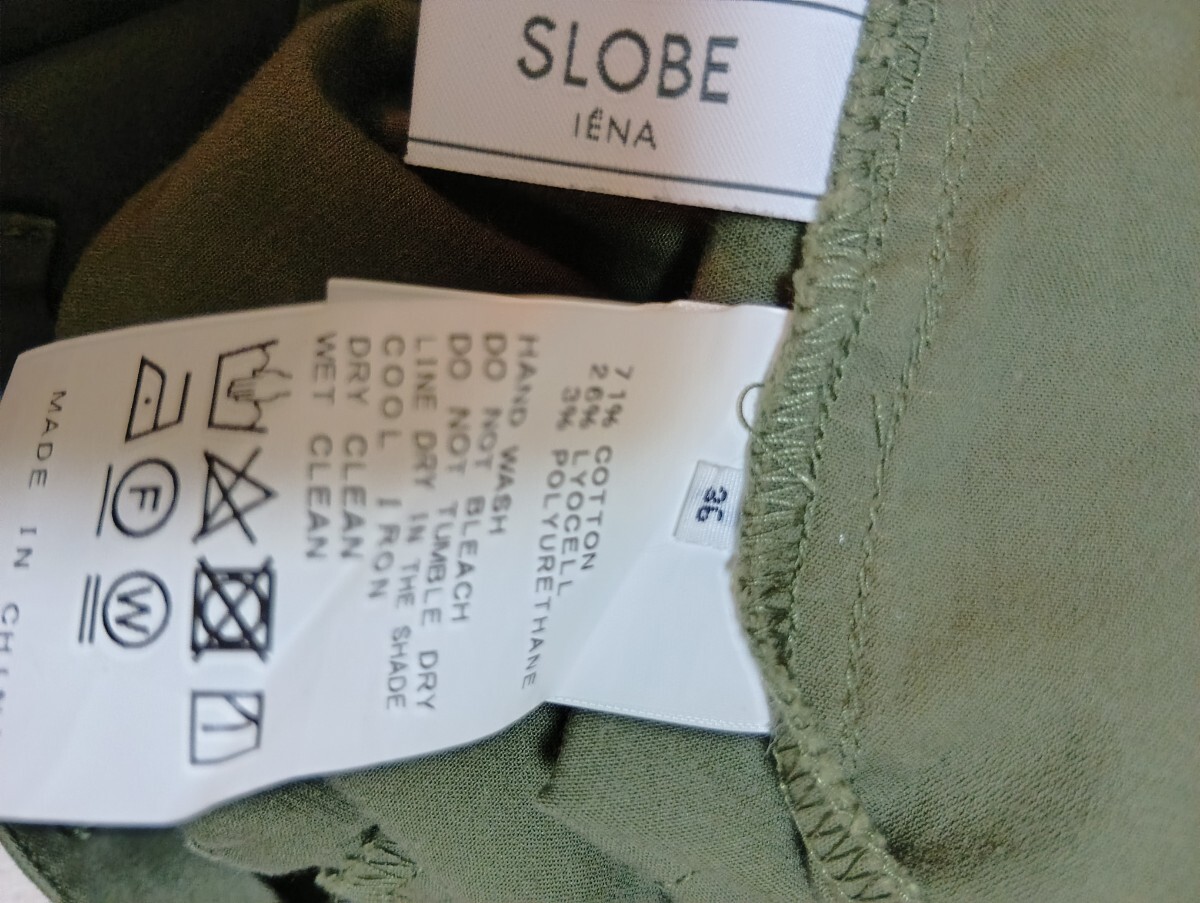 SLOBE
IÉNA
36
71% COTTON
26% LYOCELL
3% POLYURETHANE
HAND WASH
DO NOT BLEACH
DO NOT TUMBLE DRY
LINE DRY IN THE SHADE
COOL IRON
DRY CLEAN
WET CLEAN
F
W
MADE IN